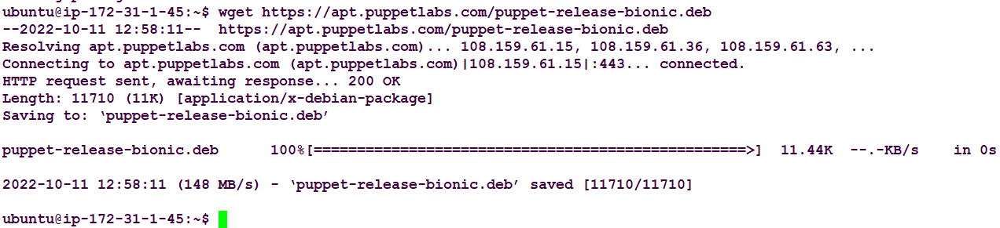 ubuntu@ip-172-31-1-45:~$ wget https://apt.puppetlabs.com/puppet-release-bionic.deb
--2022-10-11 12:58:11--  https://apt.puppetlabs.com/puppet-release-bionic.deb
Resolving apt.puppetlabs.com (apt.puppetlabs.com)... 108.159.61.15, 108.159.61.36, 108.159.61.63, ...
Connecting to apt.puppetlabs.com (apt.puppetlabs.com)|108.159.61.15|:443... connected.
HTTP request sent, awaiting response... 200 OK
Length: 11710 (11K) [application/x-debian-package]
Saving to: ‘puppet-release-bionic.deb’
puppet-release-bionic.deb      100%[==================================================>]  11.44K  --.-KB/s    in 0s
2022-10-11 12:58:11 (148 MB/s) - ‘puppet-release-bionic.deb’ saved [11710/11710]
ubuntu@ip-172-31-1-45:~$